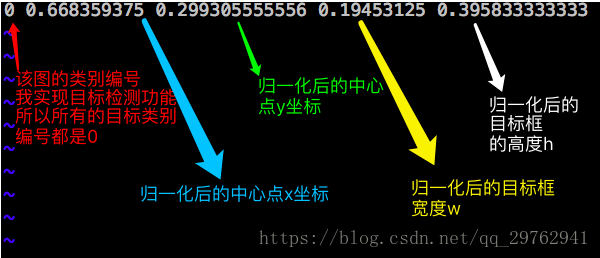 0 0.668359375 0.299305555556 0.19453125 0.395833333333
该图的类别编号
我实现目标检测功能
所以所有的目标类别
编号都是0
归一化后的中心点x坐标
归一化后的中心
点y坐标
归一化后的目标框
宽度w
归一化后的
目标框
的高度h
https://blog.csdn.net/qq_29762941